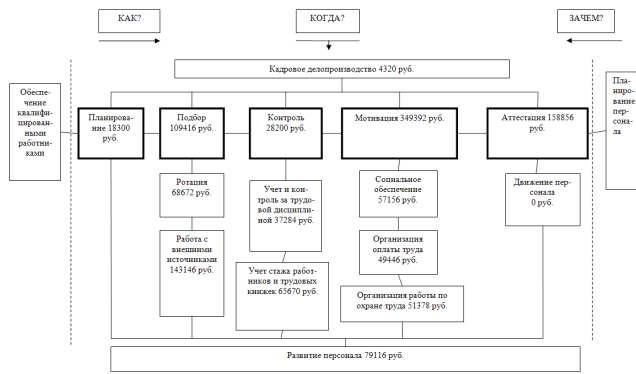 КАК?
КОГДА?
ЗАЧЕМ?
Кадровое делопроизводство 4320 руб.
Обеспе-
чение
квалифи-
цирован-
ными
работни-
ками
Планирова-
ние 18300
руб.
Подбор
109416 руб.
Контроль
28200 руб.
Мотивация 349392 руб.
Аттестация 158856
руб.
Пла-
ниро-
вание
пер-
сона-
ла
Ротация
68672 руб.
Работа с
внешними
источниками
143146 руб.
Учет и кон-
троль за трудо-
вой дисципли-
ной 37284 руб.
Учет стажа работ-
ников и трудовых
книжек 65670 руб.
Социальное
обеспечение
57156 руб.
Организация
оплаты труда
49446 руб.
Организация работы по
охране труда 51378 руб.
Движение пер-
сонала
0 руб.
Развитие персонала 79116 руб.